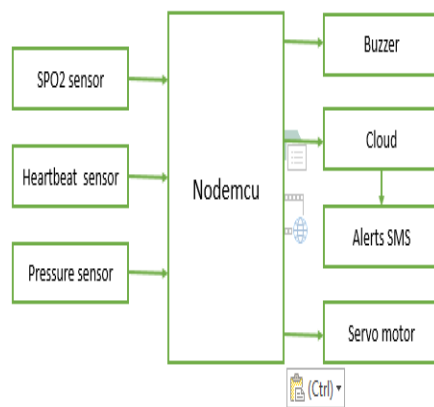 SPO2 sensor
Heartbeat sensor
Pressure sensor
Nodemcu
Buzzer
Cloud
Alerts SMS
Servo motor
(Ctrl)